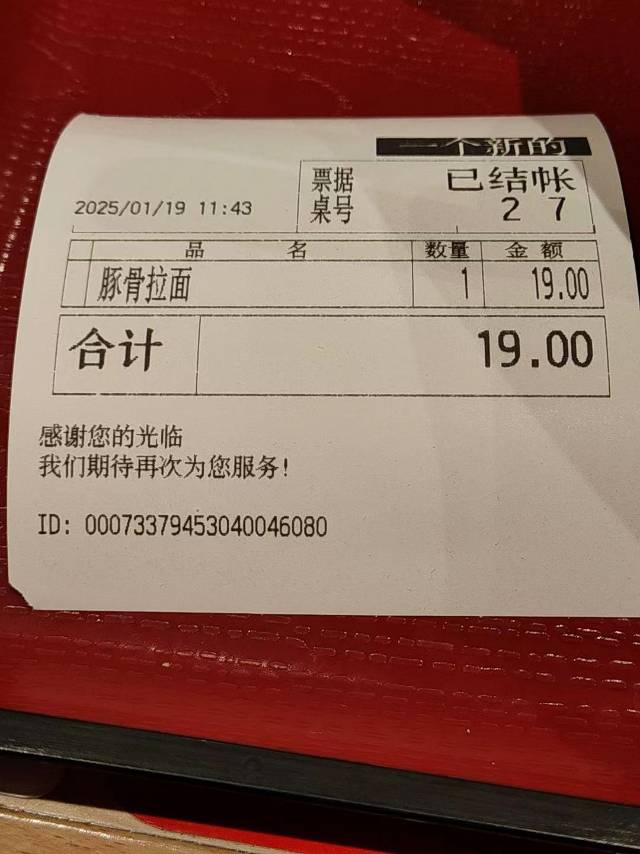 一个新的
票据 已结帐
2025/01/19 11:43 桌号 2 7
品名 数量 金额
豚骨拉面 1 19.00
合计 19.00
感谢您的光临
我们期待再次为您服务!
ID: 00073379453040046080